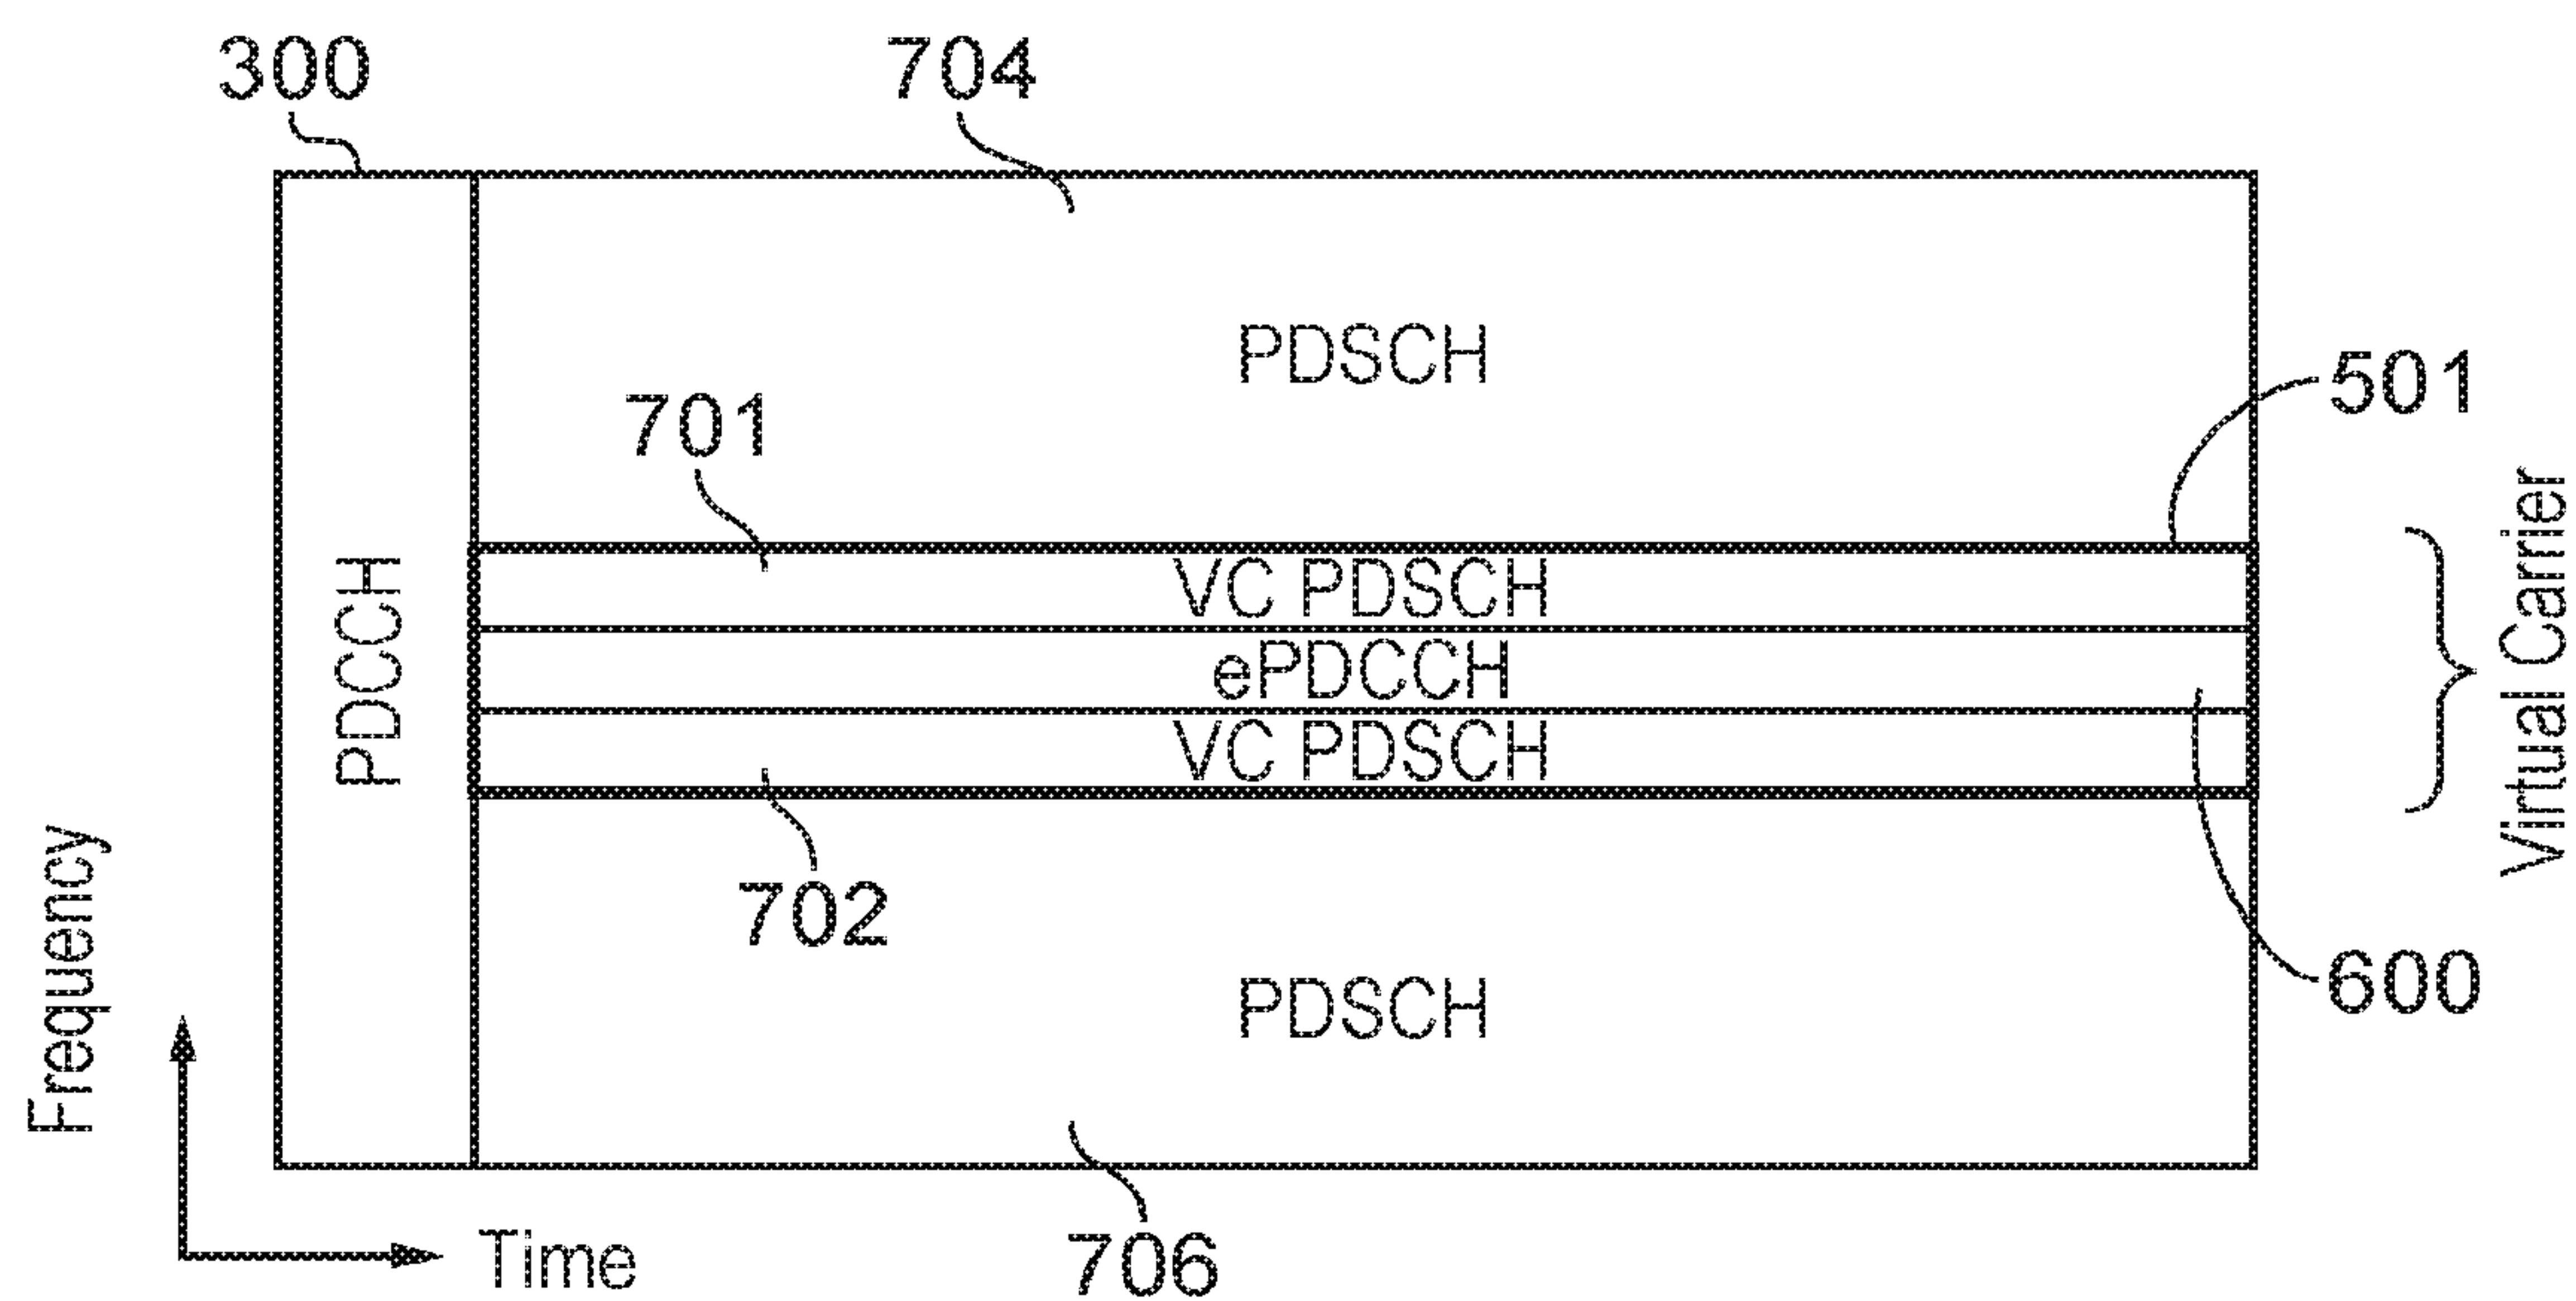 300
704
PDSCH
501
701
VC PDSCH
ePDCCH
VC PDSCH
PDCCH
Virtual Carrier
702
600
PDSCH
Frequency
Time
706